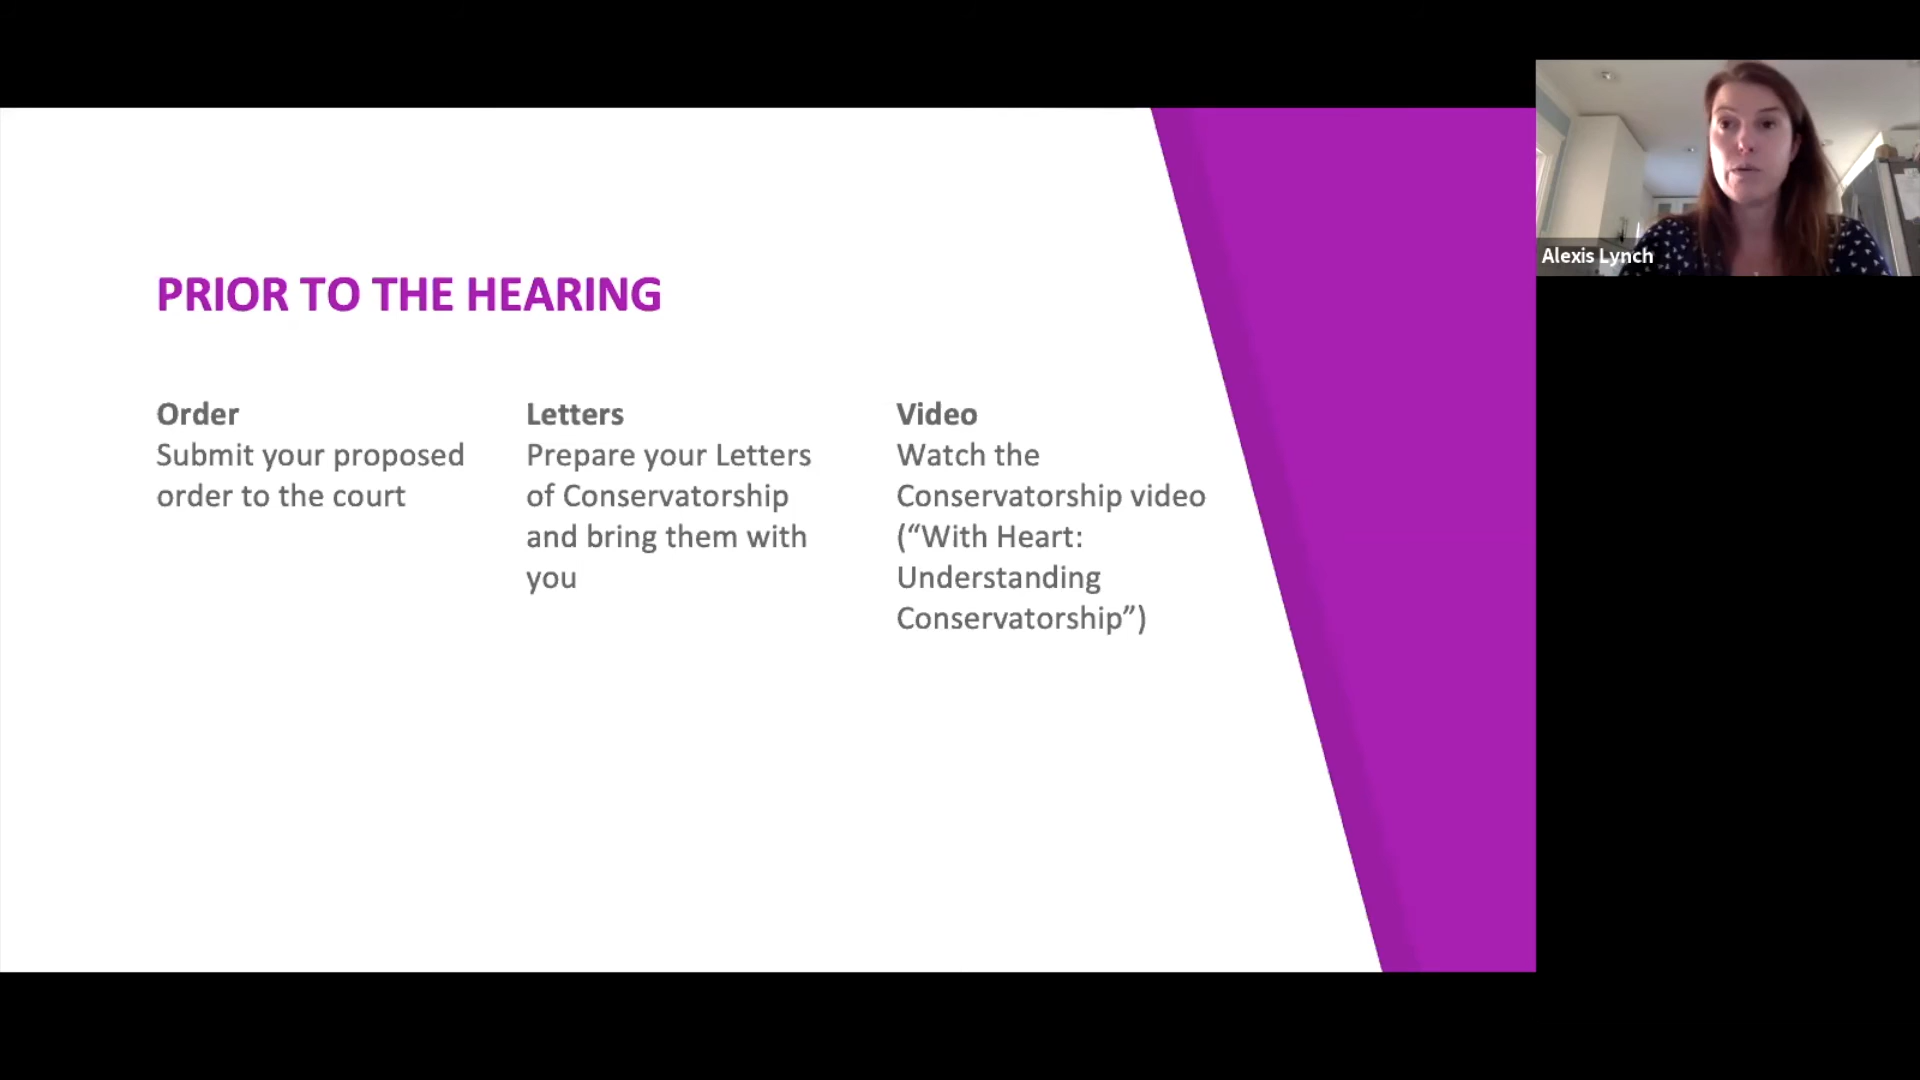 PRIOR TO THE HEARING
Order
Submit your proposed
order to the court
Letters
Prepare your Letters
of Conservatorship
and bring them with
you
Video
Watch the
Conservatorship video
(“With Heart:
Understanding
Conservatorship”)
Alexis Lynch